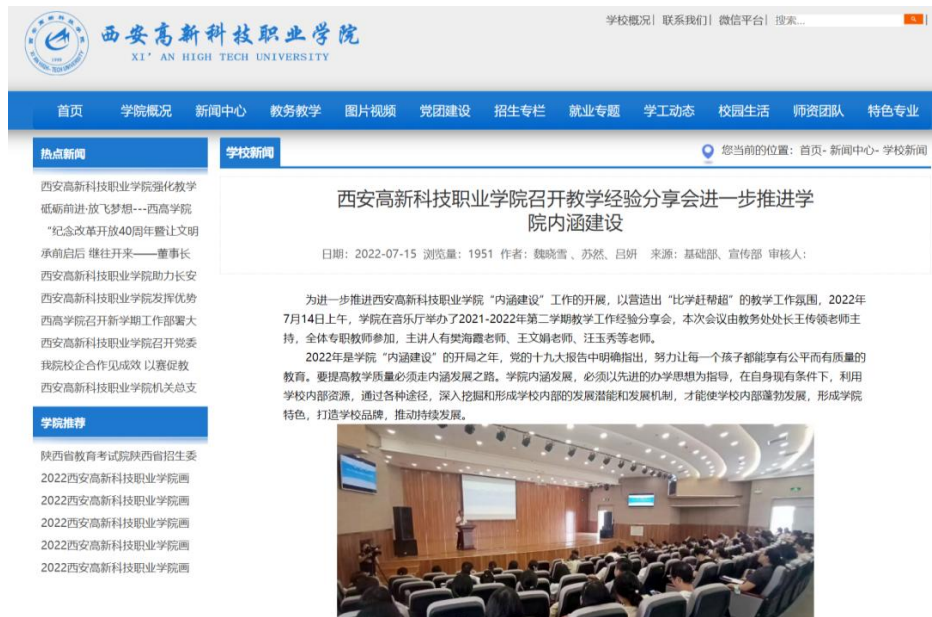 学校概况| 联系我们| 微信平台| 搜索...
西安高新科技职业学院
XI' AN HIGH TECH UNIVERSITY
首页 学院概况 新闻中心 教务教学 图片视频 党团建设 招生专栏 就业专题 学工动态 校园生活 师资团队 特色专业
热点新闻
西安高新科技职业学院强化教学
砥砺前进·放飞梦想---西高学院
“纪念改革开放40周年暨让文明
承前启后 继往开来——董事长
西安高新科技职业学院助力长安
西安高新科技职业学院发挥优势
西高学院召开新学期工作部署大
西安高新科技职业学院召开党委
我院校企合作见成效 以赛促教
西安高新科技职业学院机关总支
学院推荐
陕西省教育考试院陕西省招生委
2022西安高新科技职业学院画
2022西安高新科技职业学院画
2022西安高新科技职业学院画
2022西安高新科技职业学院画
2022西安高新科技职业学院画
学校新闻
您当前的位置：首页- 新闻中心- 学校新闻
西安高新科技职业学院召开教学经验分享会进一步推进学
院内涵建设
日期：2022-07-15 浏览量：1951 作者：魏晓雪 、苏然、吕妍 来源：基础部、宣传部 审核人：
为进一步推进西安高新科技职业学院“内涵建设”工作的开展，以营造出“比学赶帮超”的教学工作氛围，2022年
7月14日上午，学院在音乐厅举办了2021-2022年第二学期教学工作经验分享会，本次会议由教务处处长王传领老师主
持，全体专职教师参加，主讲人有樊海霞老师、王文娟老师、汪玉秀等老师。
2022年是学院“内涵建设”的开局之年，党的十九大报告中明确指出，努力让每一个孩子都能享有公平而有质量的
教育。要提高教学质量必须走内涵发展之路。学院内涵发展，必须以先进的办学思想为指导，在自身现有条件下，利用
学校内部资源，通过各种途径，深入挖掘和形成学校内部的发展潜能和发展机制，才能使学校内部蓬勃发展，形成学院
特色，打造学校品牌，推动持续发展。